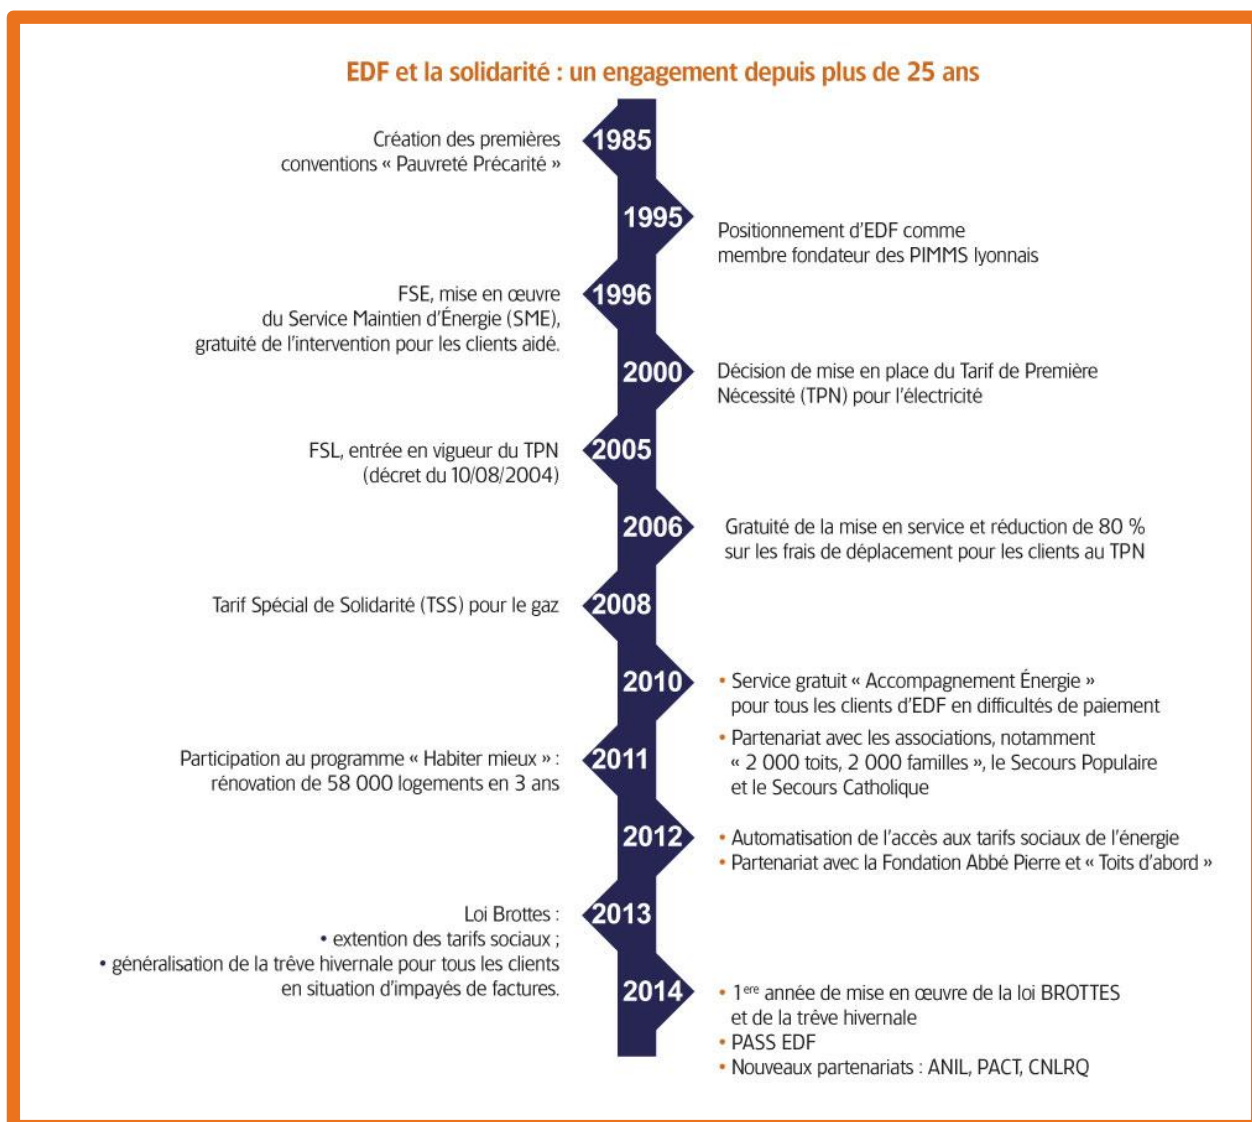 EDF et la solidarité : un engagement depuis plus de 25 ans
1985
Création des premières
conventions « Pauvreté Précarité »
1995
Positionnement d'EDF comme
membre fondateur des PIMMS lyonnais
1996
FSE, mise en œuvre
du Service Maintien d'Énergie (SME),
gratuité de l'intervention pour les clients aidé.
2000
Décision de mise en place du Tarif de Première
Nécessité (TPN) pour l'électricité
2005
FSL, entrée en vigueur du TPN
(décret du 10/08/2004)
2006
Gratuité de la mise en service et réduction de 80 %
sur les frais de déplacement pour les clients au TPN
2008
Tarif Spécial de Solidarité (TSS) pour le gaz
2010
• Service gratuit « Accompagnement Énergie »
pour tous les clients d'EDF en difficultés de paiement
• Partenariat avec les associations, notamment
« 2 000 toits, 2 000 familles », le Secours Populaire
et le Secours Catholique
2011
Participation au programme « Habiter mieux » :
rénovation de 58 000 logements en 3 ans
2012
• Automatisation de l'accès aux tarifs sociaux de l'énergie
• Partenariat avec la Fondation Abbé Pierre et « Toits d'abord »
2013
Loi Brottes :
• extention des tarifs sociaux ;
• généralisation de la trêve hivernale pour tous les clients
en situation d'impayés de factures.
2014
• 1ere année de mise en œuvre de la loi BROTTES
et de la trêve hivernale
• PASS EDF
• Nouveaux partenariats : ANIL, PACT, CNLRQ